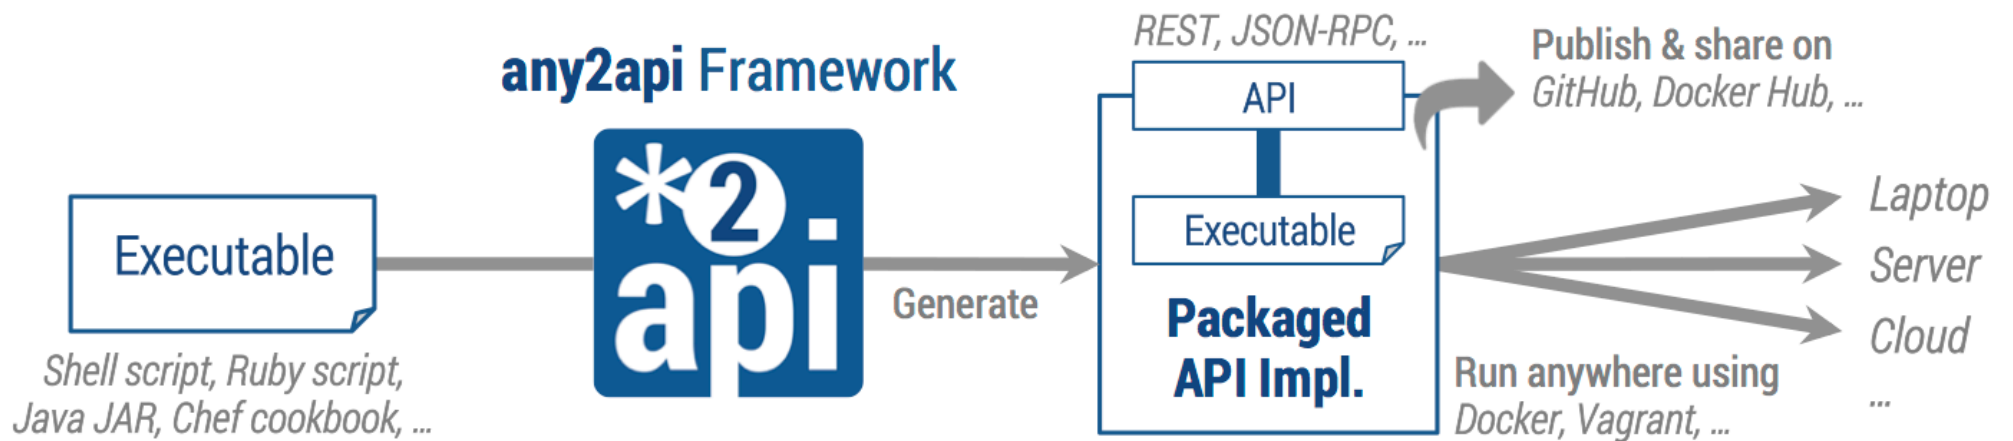 any2api Framework
*2
api
Executable
Shell script, Ruby script,
Java JAR, Chef cookbook, ...
Generate
REST, JSON-RPC, ...
API
Executable
Packaged
API Impl.
Publish & share on
GitHub, Docker Hub, ...
Run anywhere using
Docker, Vagrant, ...
Laptop
Server
Cloud
...